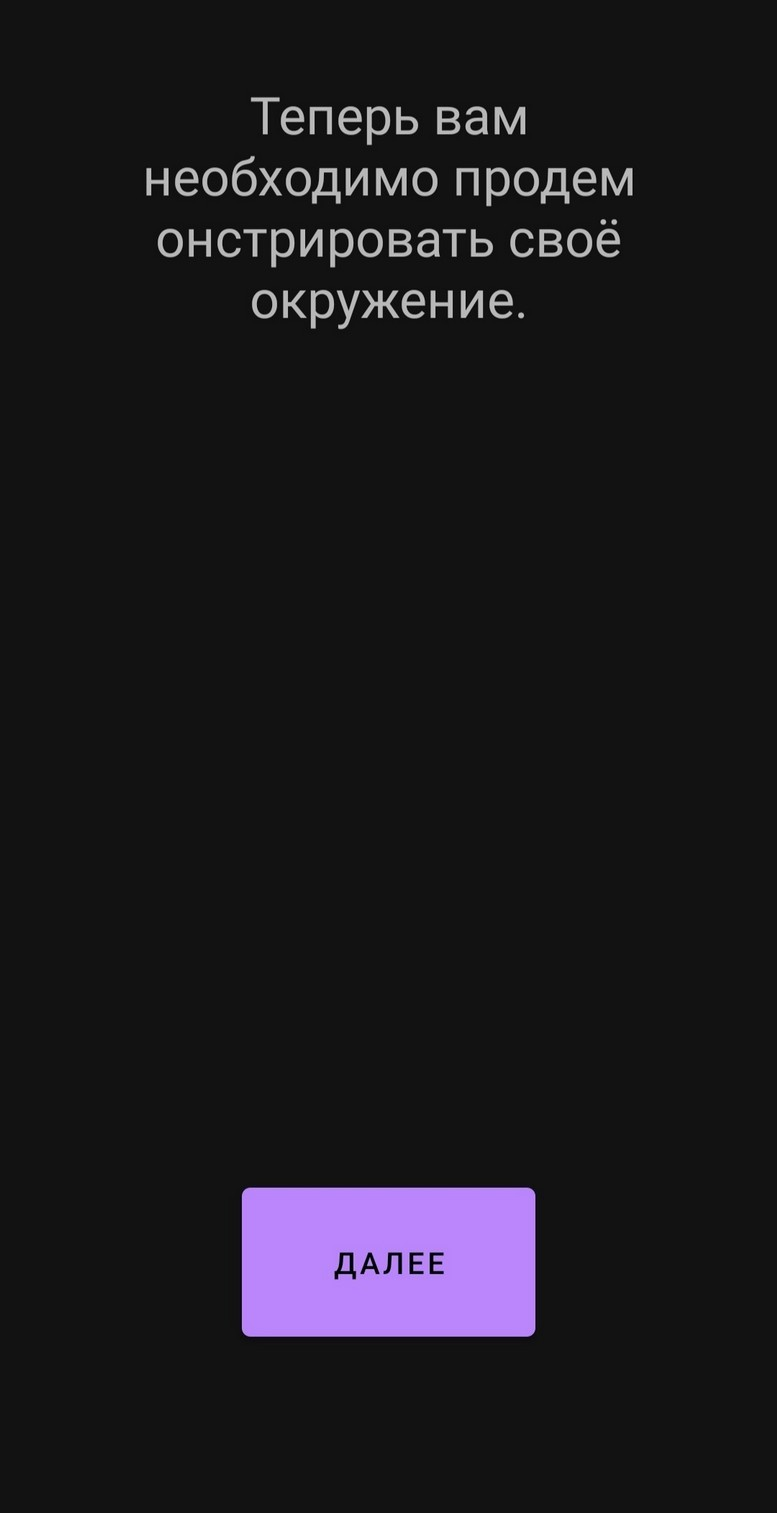 Теперь вам
необходимо продем
онстрировать своё
окружение.
ДАЛЕЕ